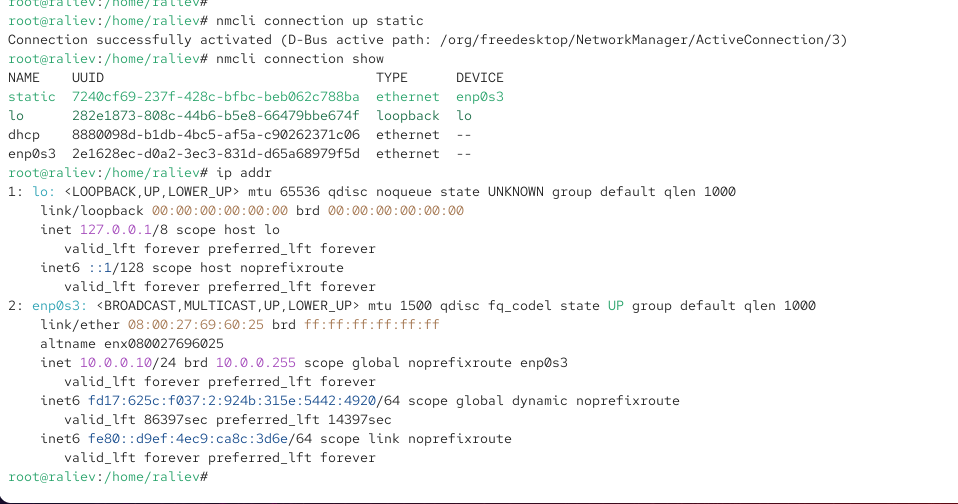 root@raliev:/home/raliev#
root@raliev:/home/raliev# nmcli connection up static
Connection successfully activated (D-Bus active path: /org/freedesktop/NetworkManager/ActiveConnection/3)
root@raliev:/home/raliev# nmcli connection show
NAME    UUID                                  TYPE      DEVICE
static  7240cf69-237f-428c-bfbc-beb062c788ba  ethernet  enp0s3
lo      282e1873-808c-44b6-b5e8-66479bbe674f  loopback  lo
dhcp    8880098d-b1db-4bc5-af5a-c90262371c06  ethernet  --
enp0s3  2e1628ec-d0a2-3ec3-831d-d65a68979f5d  ethernet  --
root@raliev:/home/raliev# ip addr
1: lo: <LOOPBACK,UP,LOWER_UP> mtu 65536 qdisc noqueue state UNKNOWN group default qlen 1000
    link/loopback 00:00:00:00:00:00 brd 00:00:00:00:00:00
    inet 127.0.0.1/8 scope host lo
       valid_lft forever preferred_lft forever
    inet6 ::1/128 scope host noprefixroute
       valid_lft forever preferred_lft forever
2: enp0s3: <BROADCAST,MULTICAST,UP,LOWER_UP> mtu 1500 qdisc fq_codel state UP group default qlen 1000
    link/ether 08:00:27:69:60:25 brd ff:ff:ff:ff:ff:ff
    altname enx080027696025
    inet 10.0.0.10/24 brd 10.0.0.255 scope global noprefixroute enp0s3
       valid_lft forever preferred_lft forever
    inet6 fd17:625c:f037:2:924b:315e:5442:4920/64 scope global dynamic noprefixroute
       valid_lft 86397sec preferred_lft 14397sec
    inet6 fe80::d9ef:4ec9:ca8c:3d6e/64 scope link noprefixroute
       valid_lft forever preferred_lft forever
root@raliev:/home/raliev#